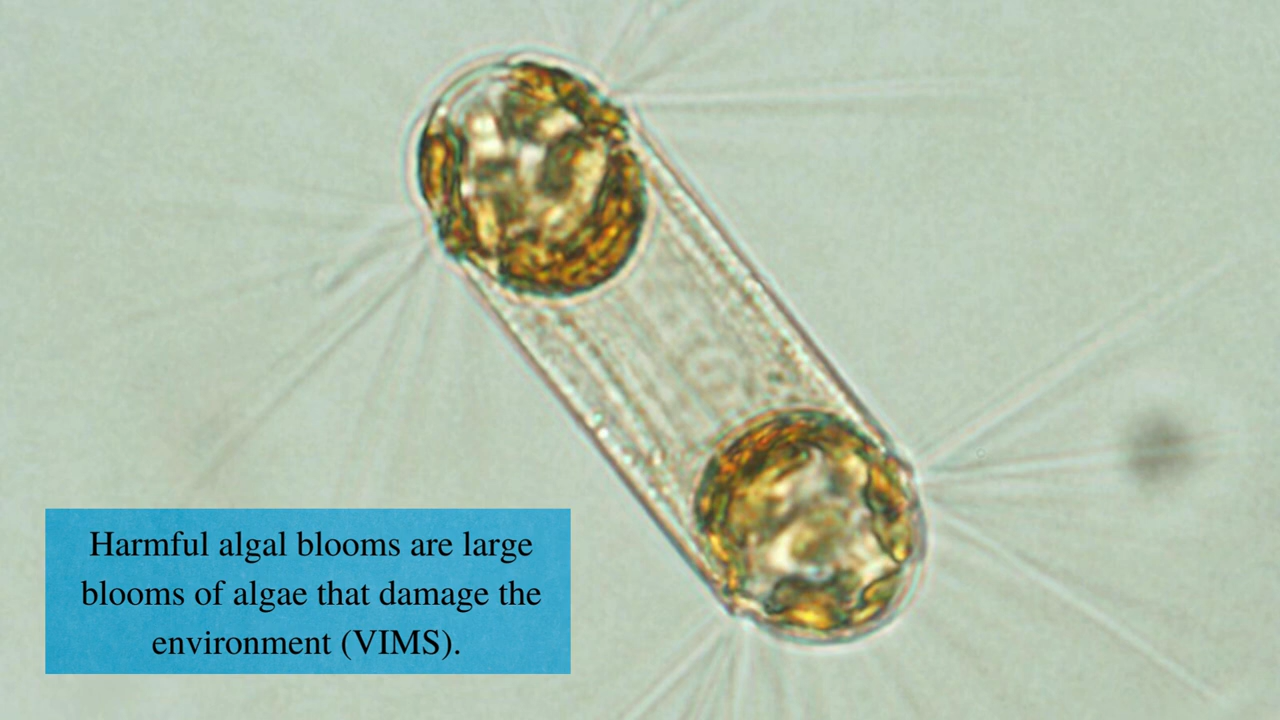 Harmful algal blooms are large
blooms of algae that damage the
environment (VIMS).